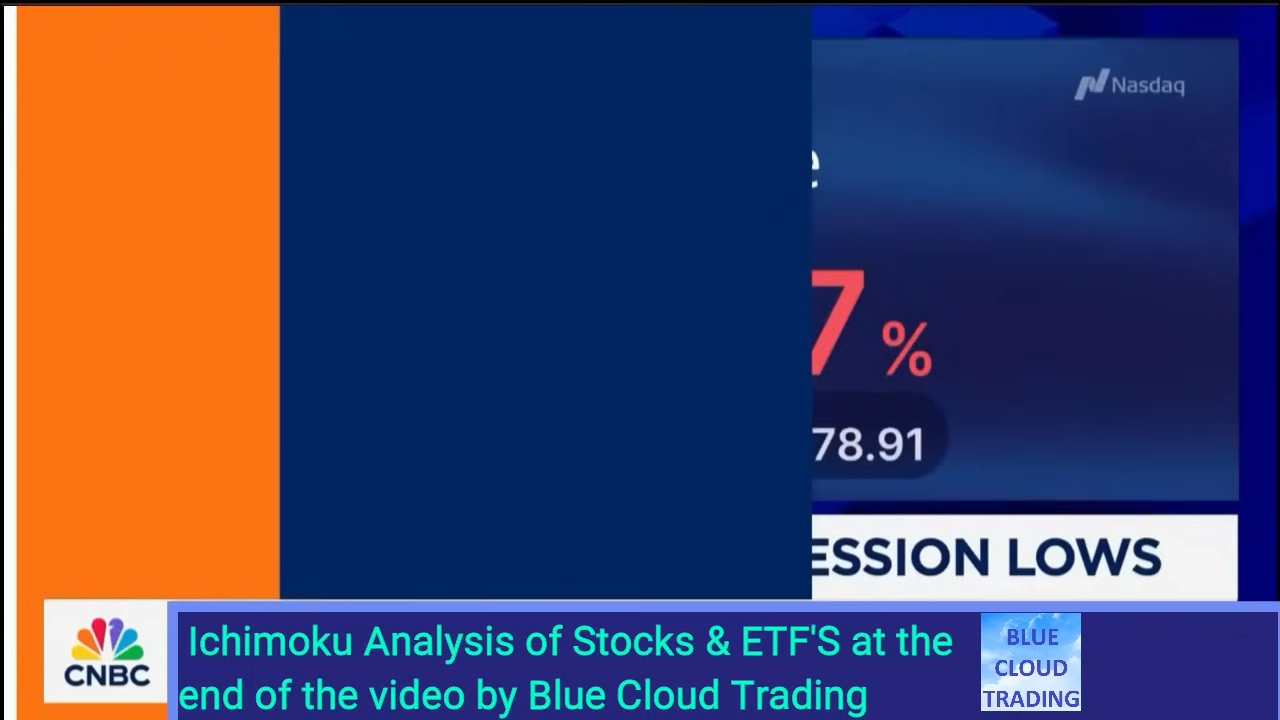 Nasdaq
e
7 %
78.91
ESSION LOWS
CNBC
Ichimoku Analysis of Stocks & ETF'S at the
end of the video by Blue Cloud Trading
BLUE
CLOUD
TRADING